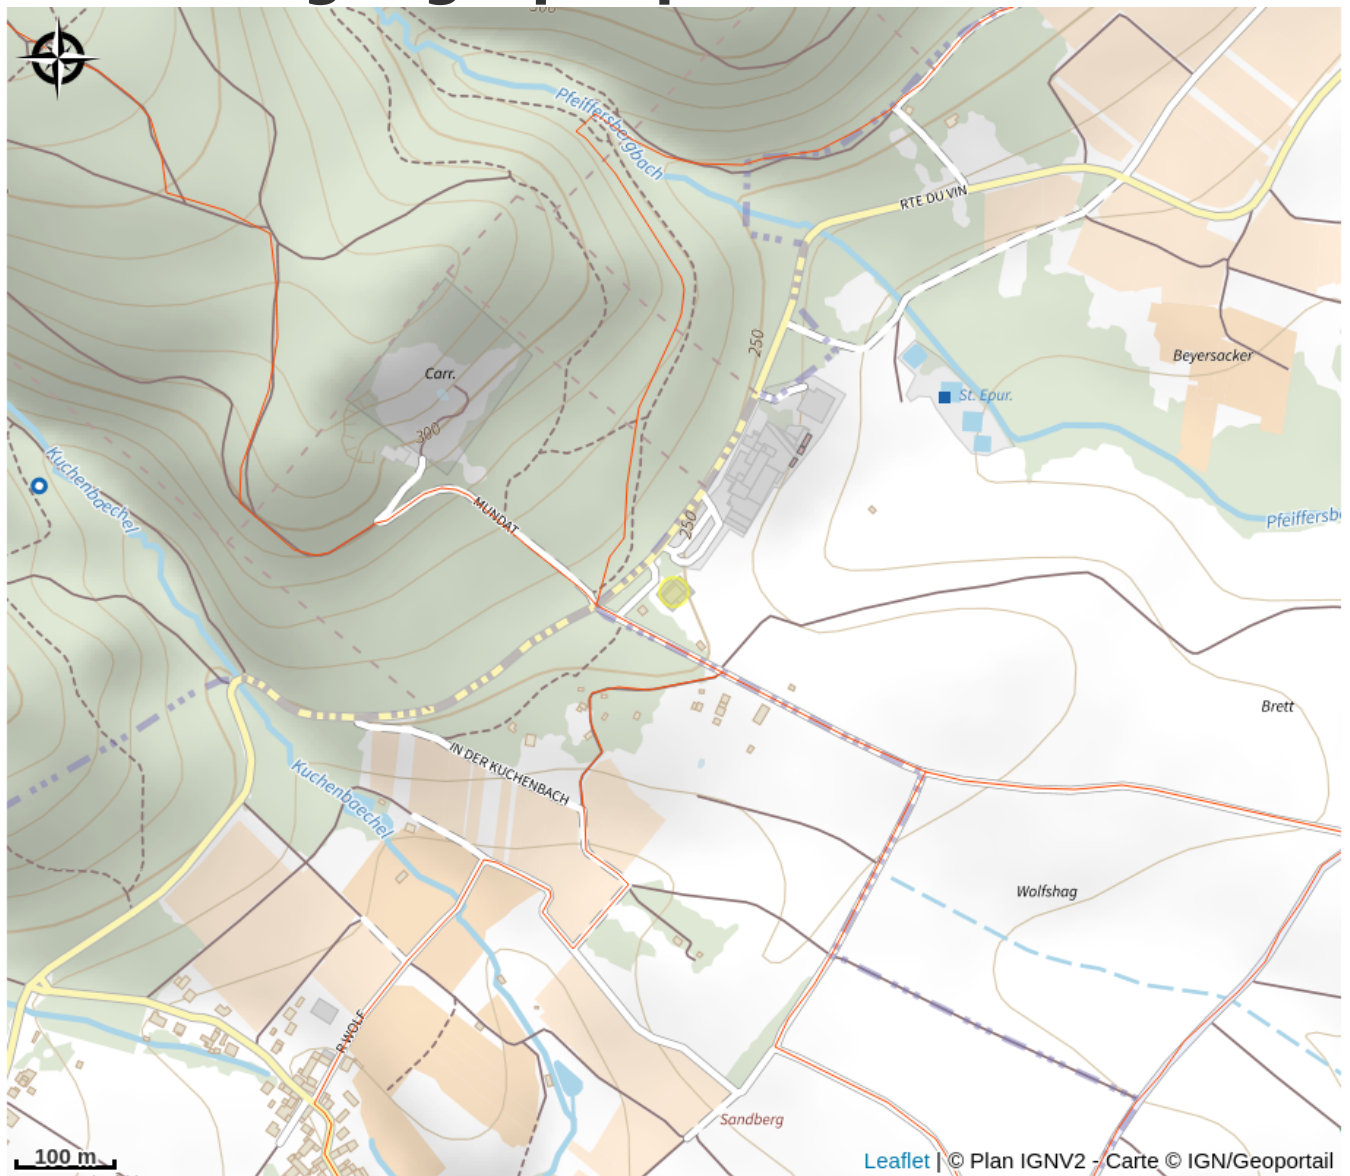 Pfeiffersbergbach
RTE DU VIN
250
Beyersacker
Carr.
St. Epur.
300
Kuchenbaechel
MUNDAT
250
Pfeiffersb
Brett
IN DER KUCHENBACH
Kuchenbaechel
Wolfshag
R WOLF
Sandberg
100 m
Leaflet | © Plan IGNV2 - Carte © IGN/Geoportail